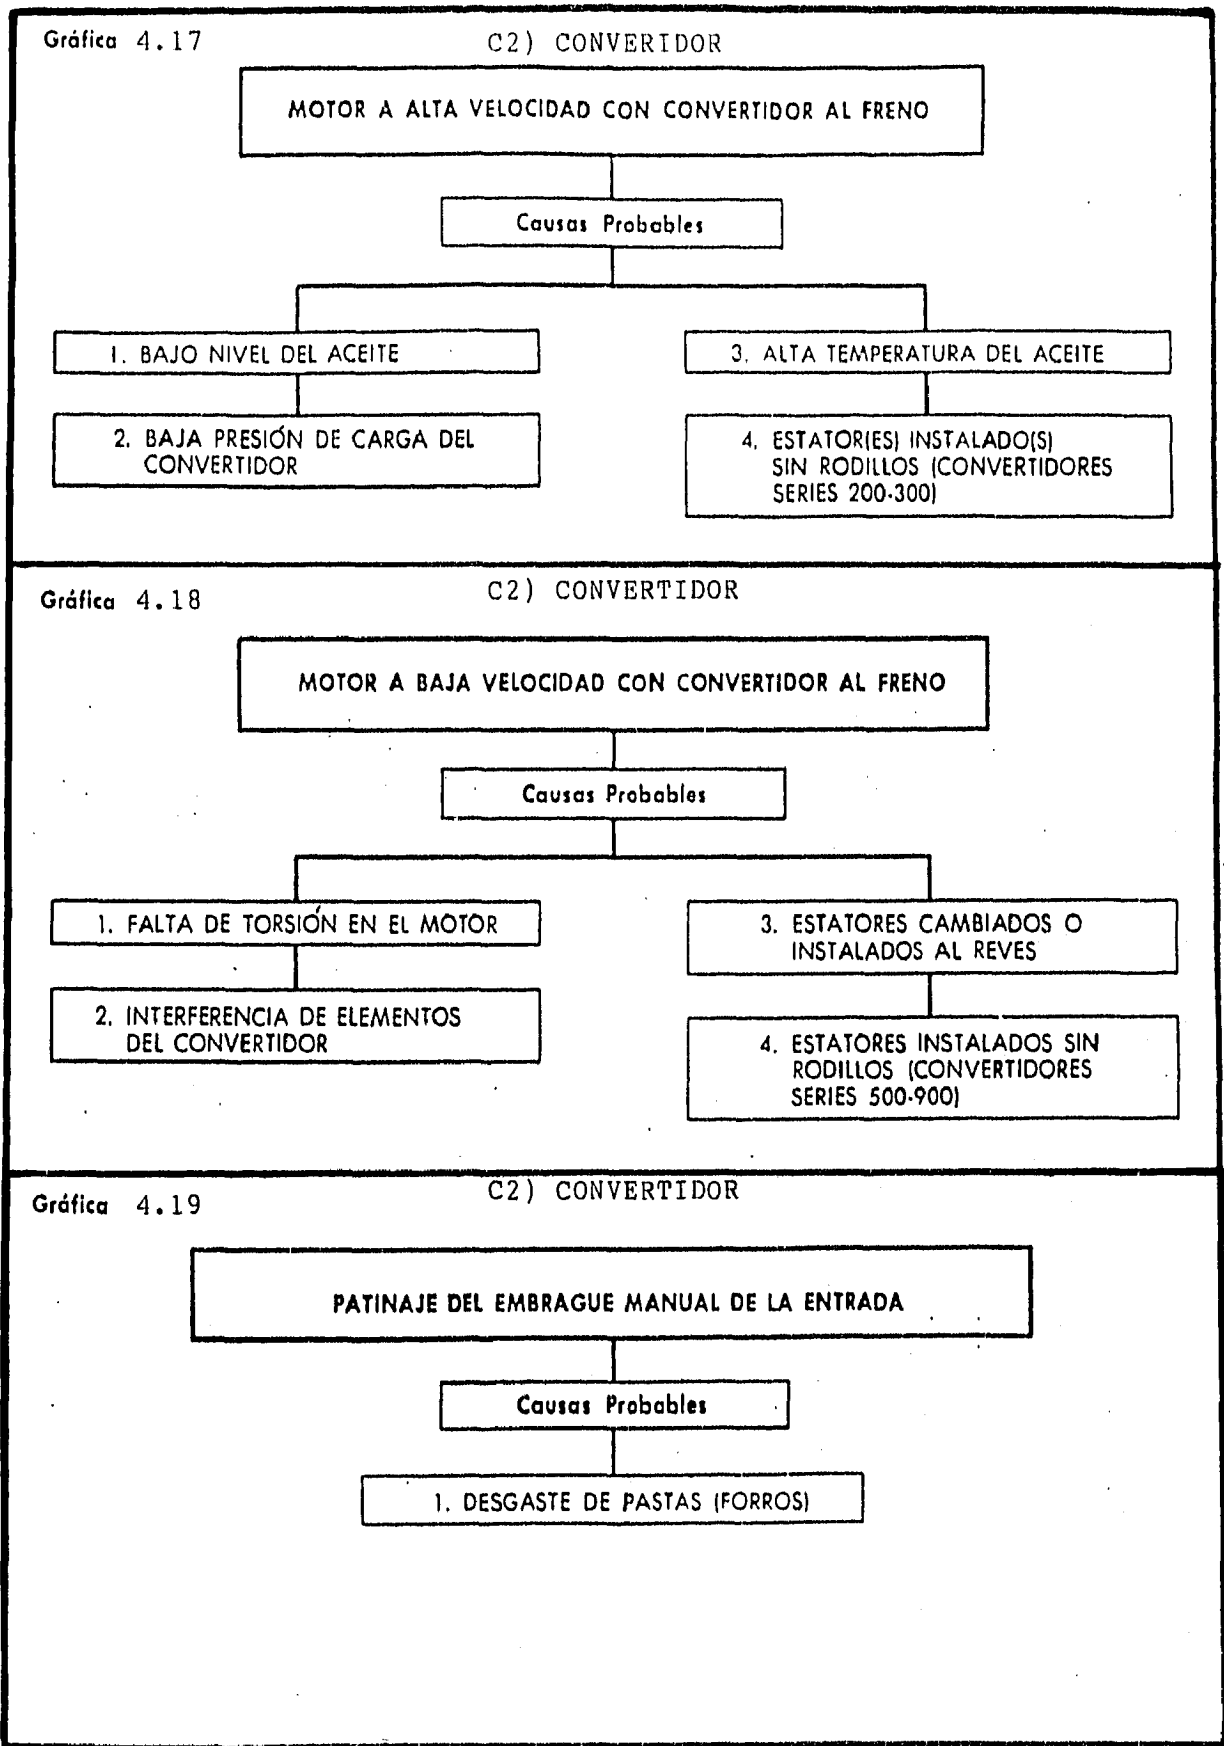 Gráfica 4.17
C2) CONVERTIDOR
MOTOR A ALTA VELOCIDAD CON CONVERTIDOR AL FRENO
Causas Probables
1. BAJO NIVEL DEL ACEITE
2. BAJA PRESIÓN DE CARGA DEL
CONVERTIDOR
3. ALTA TEMPERATURA DEL ACEITE
4. ESTATOR(ES) INSTALADO(S)
SIN RODILLOS (CONVERTIDORES
SERIES 200-300)
Gráfica 4.18
C2) CONVERTIDOR
MOTOR A BAJA VELOCIDAD CON CONVERTIDOR AL FRENO
Causas Probables
1. FALTA DE TORSIÓN EN EL MOTOR
2. INTERFERENCIA DE ELEMENTOS
DEL CONVERTIDOR
3. ESTATORES CAMBIADOS O
INSTALADOS AL REVES
4. ESTATORES INSTALADOS SIN
RODILLOS (CONVERTIDORES
SERIES 500-900)
Gráfica 4.19
C2) CONVERTIDOR
PATINAJE DEL EMBRAGUE MANUAL DE LA ENTRADA
Causas Probables
1. DESGASTE DE PASTAS (FORROS)